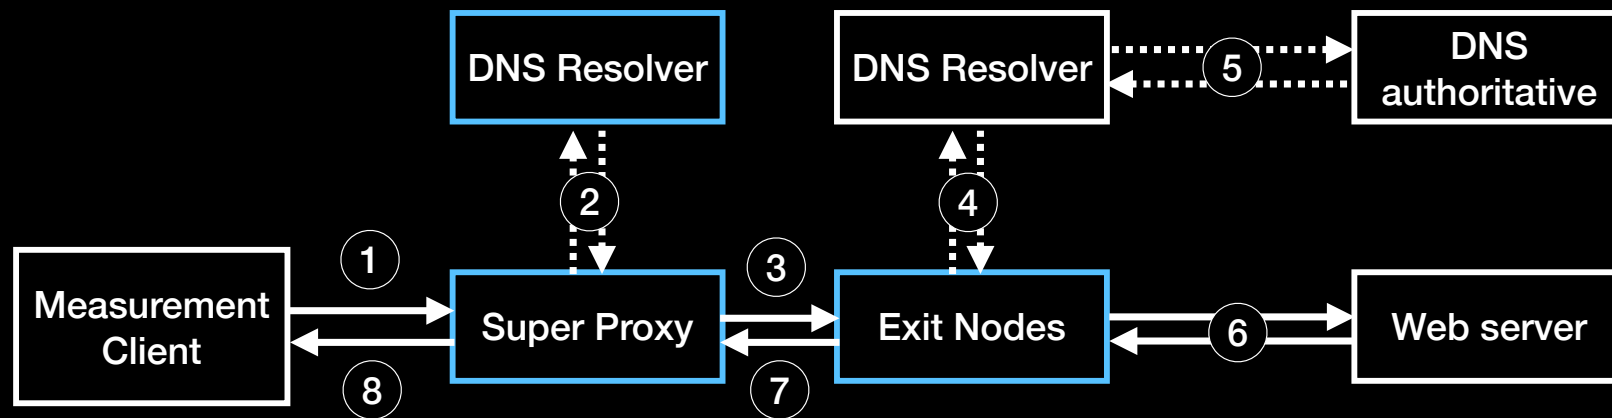 DNS Resolver
DNS Resolver
5
DNS
authoritative
2
4
1
3
Measurement
Client
Super Proxy
Exit Nodes
6
Web server
8
7